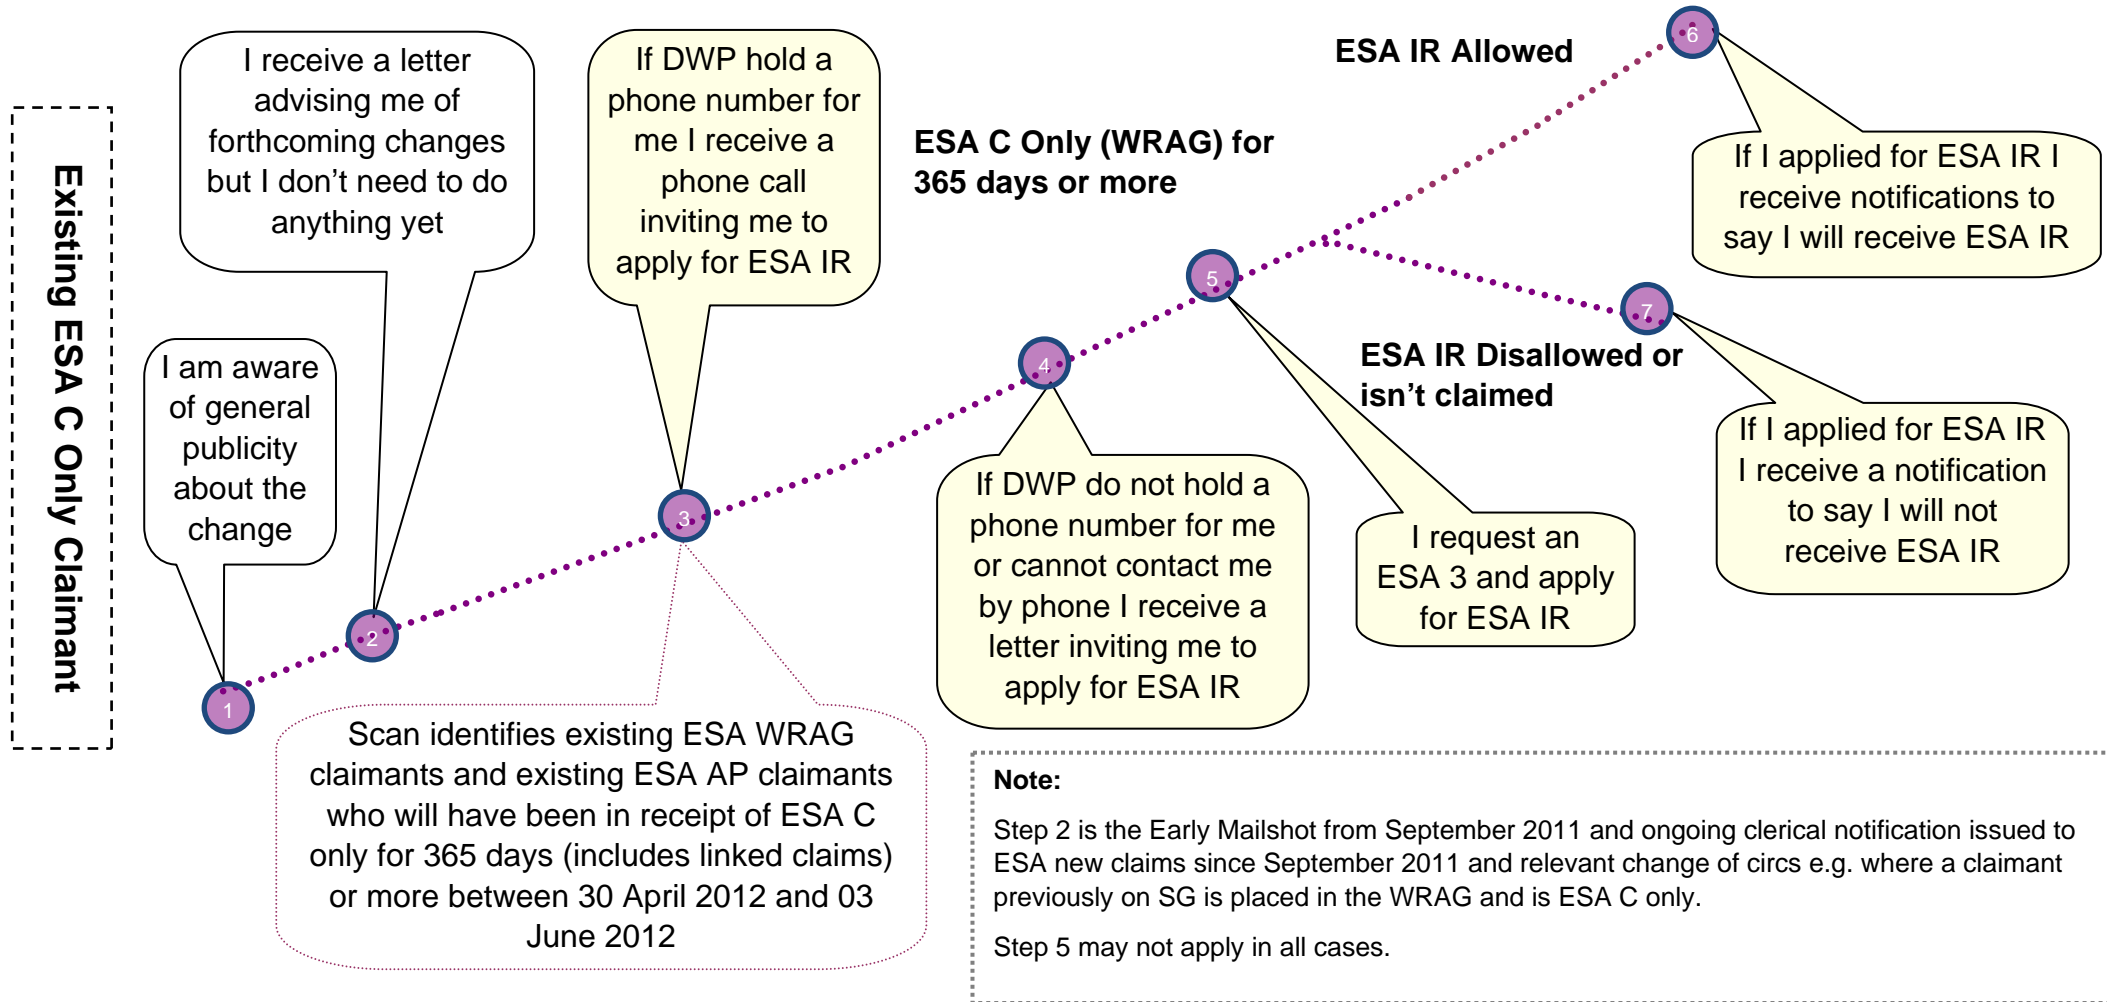 Existing ESA C Only Claimant
I am aware
of general
publicity
about the
change
1
I receive a letter
advising me of
forthcoming changes
but I don’t need to do
anything yet
2
If DWP hold a
phone number for
me I receive a
phone call
inviting me to
apply for ESA IR
3
Scan identifies existing ESA WRAG
claimants and existing ESA AP claimants
who will have been in receipt of ESA C
only for 365 days (includes linked claims)
or more between 30 April 2012 and 03
June 2012
ESA C Only (WRAG) for
365 days or more
4
If DWP do not hold a
phone number for me
or cannot contact me
by phone I receive a
letter inviting me to
apply for ESA IR
5
I request an
ESA 3 and apply
for ESA IR
ESA IR Allowed
6
If I applied for ESA IR I
receive notifications to
say I will receive ESA IR
ESA IR Disallowed or
isn’t claimed
7
If I applied for ESA IR
I receive a notification
to say I will not
receive ESA IR
Note:
Step 2 is the Early Mailshot from September 2011 and ongoing clerical notification issued to
ESA new claims since September 2011 and relevant change of circs e.g. where a claimant
previously on SG is placed in the WRAG and is ESA C only.
Step 5 may not apply in all cases.